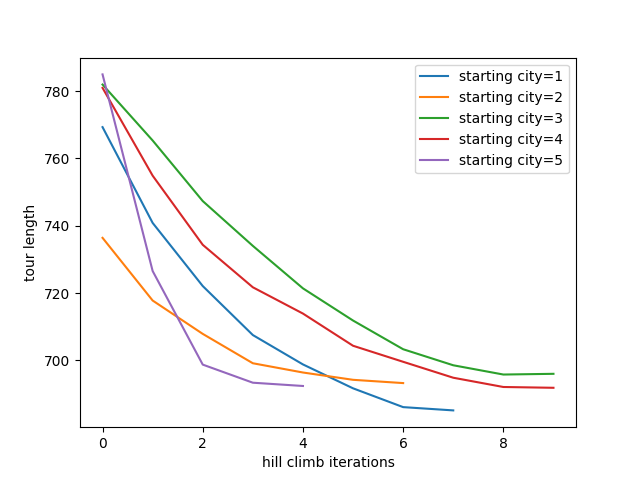 starting city=1
starting city=2
starting city=3
starting city=4
starting city=5
780
760
740
720
700
tour length
0 2 4 6 8
hill climb iterations